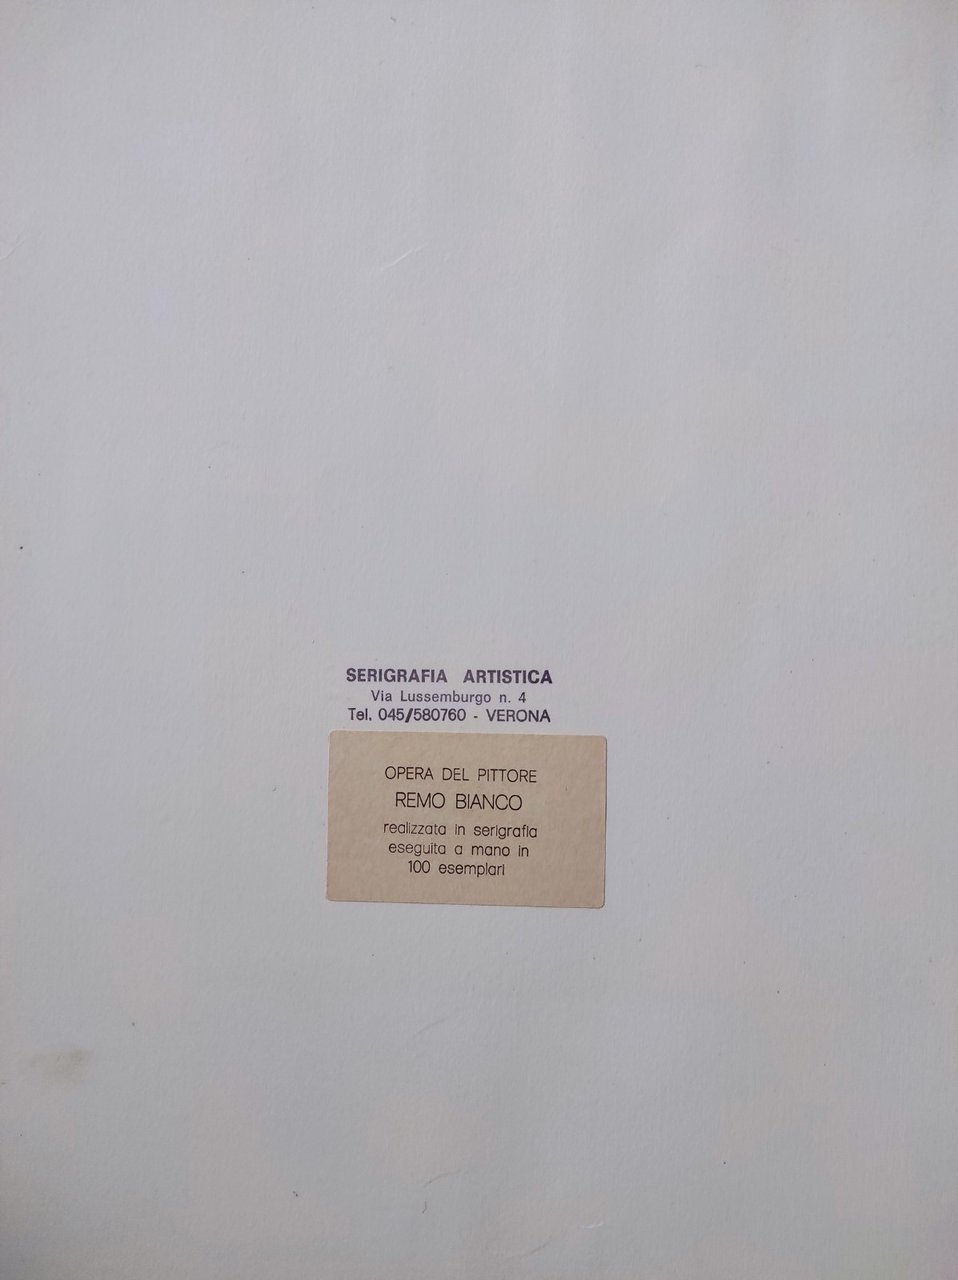 SERIGRAFIA ARTISTICA
Via Lussemburgo n. 4
Tel. 045/580760 - VERONA
OPERA DEL PITTORE
REMO BIANCO
realizzata in serigrafia
eseguita a mano in
100 esemplari